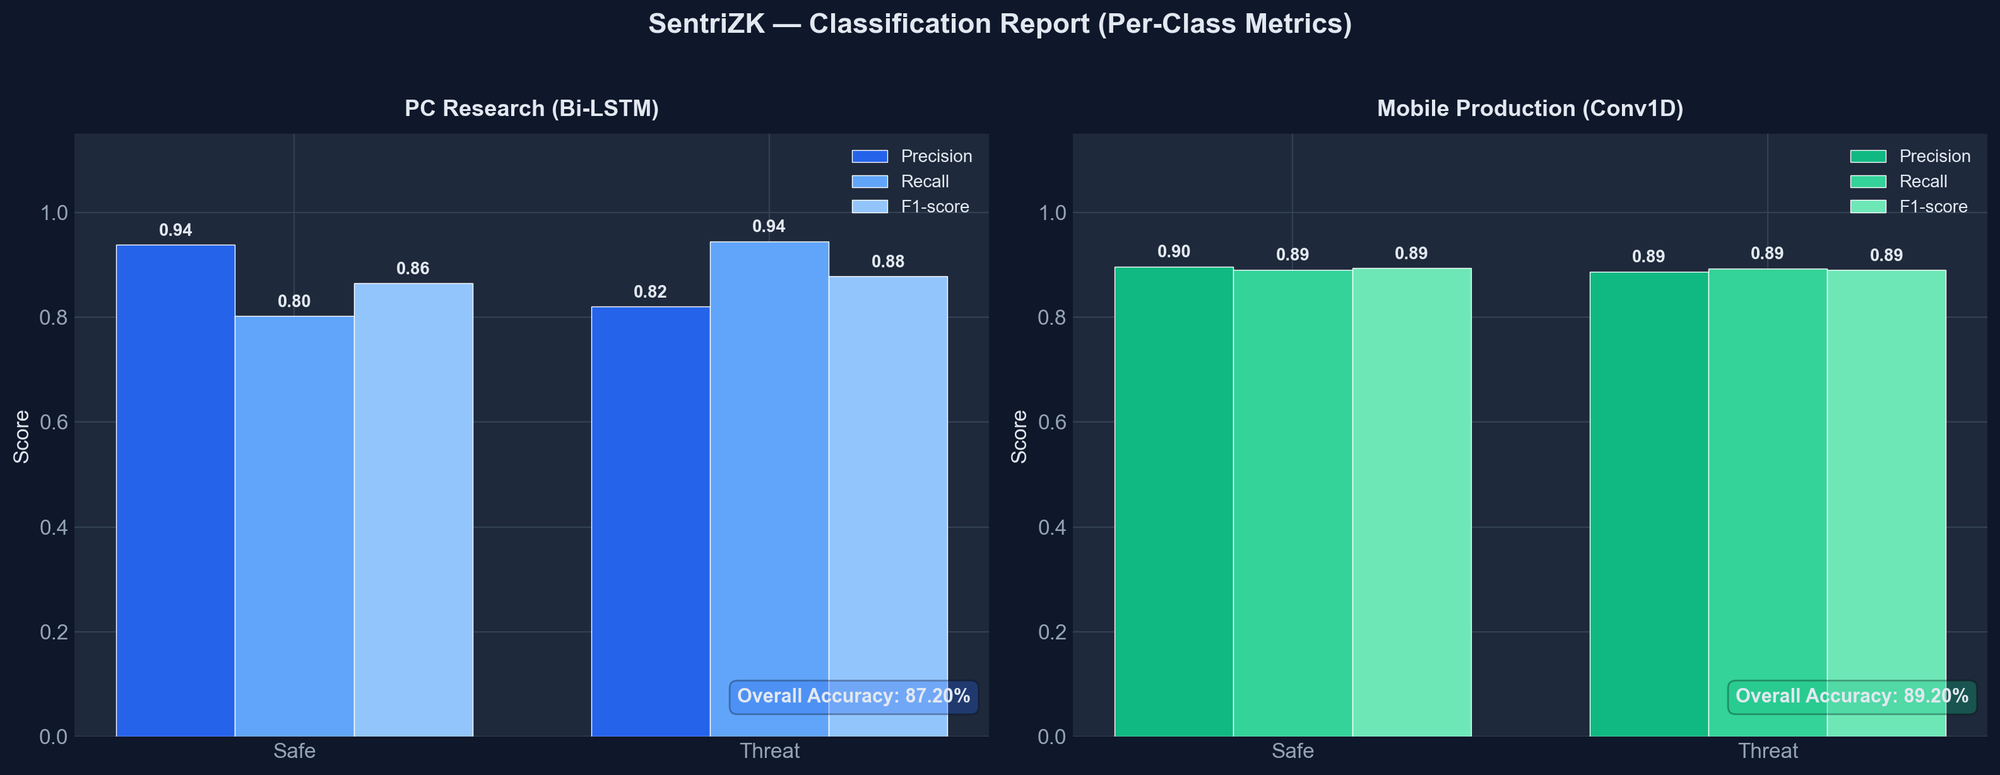 SentriZK — Classification Report (Per-Class Metrics)
PC Research (Bi-LSTM)
Precision
Recall
F1-score
Score
1.0
0.8
0.6
0.4
0.2
0.0
0.94
0.80
0.86
0.82
0.94
0.88
Overall Accuracy: 87.20%
Safe
Threat
Mobile Production (Conv1D)
Precision
Recall
F1-score
Score
1.0
0.8
0.6
0.4
0.2
0.0
0.90
0.89
0.89
0.89
0.89
0.89
Overall Accuracy: 89.20%
Safe
Threat